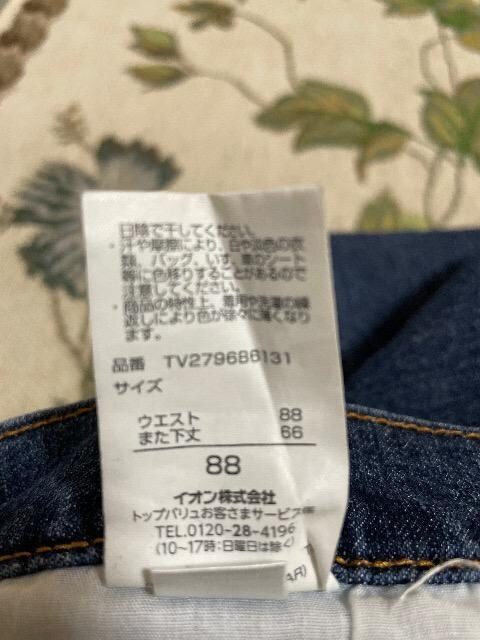 日陰で干してください。
・汗や摩擦により、白や淡色の衣
類、バッグ、いす、車のシート
等に色移りすることがあるので
注意してください。
・商品の特性上、着用や洗濯の繰
返しにより色が徐々に薄くなり
ます。
品番 TV279686131
サイズ
ウエスト 88
また下丈 66
88
イオン株式会社
トップバリュお客さまサービス係
TEL.0120-28-4196
(10~17時:日曜日は除く)
AR)